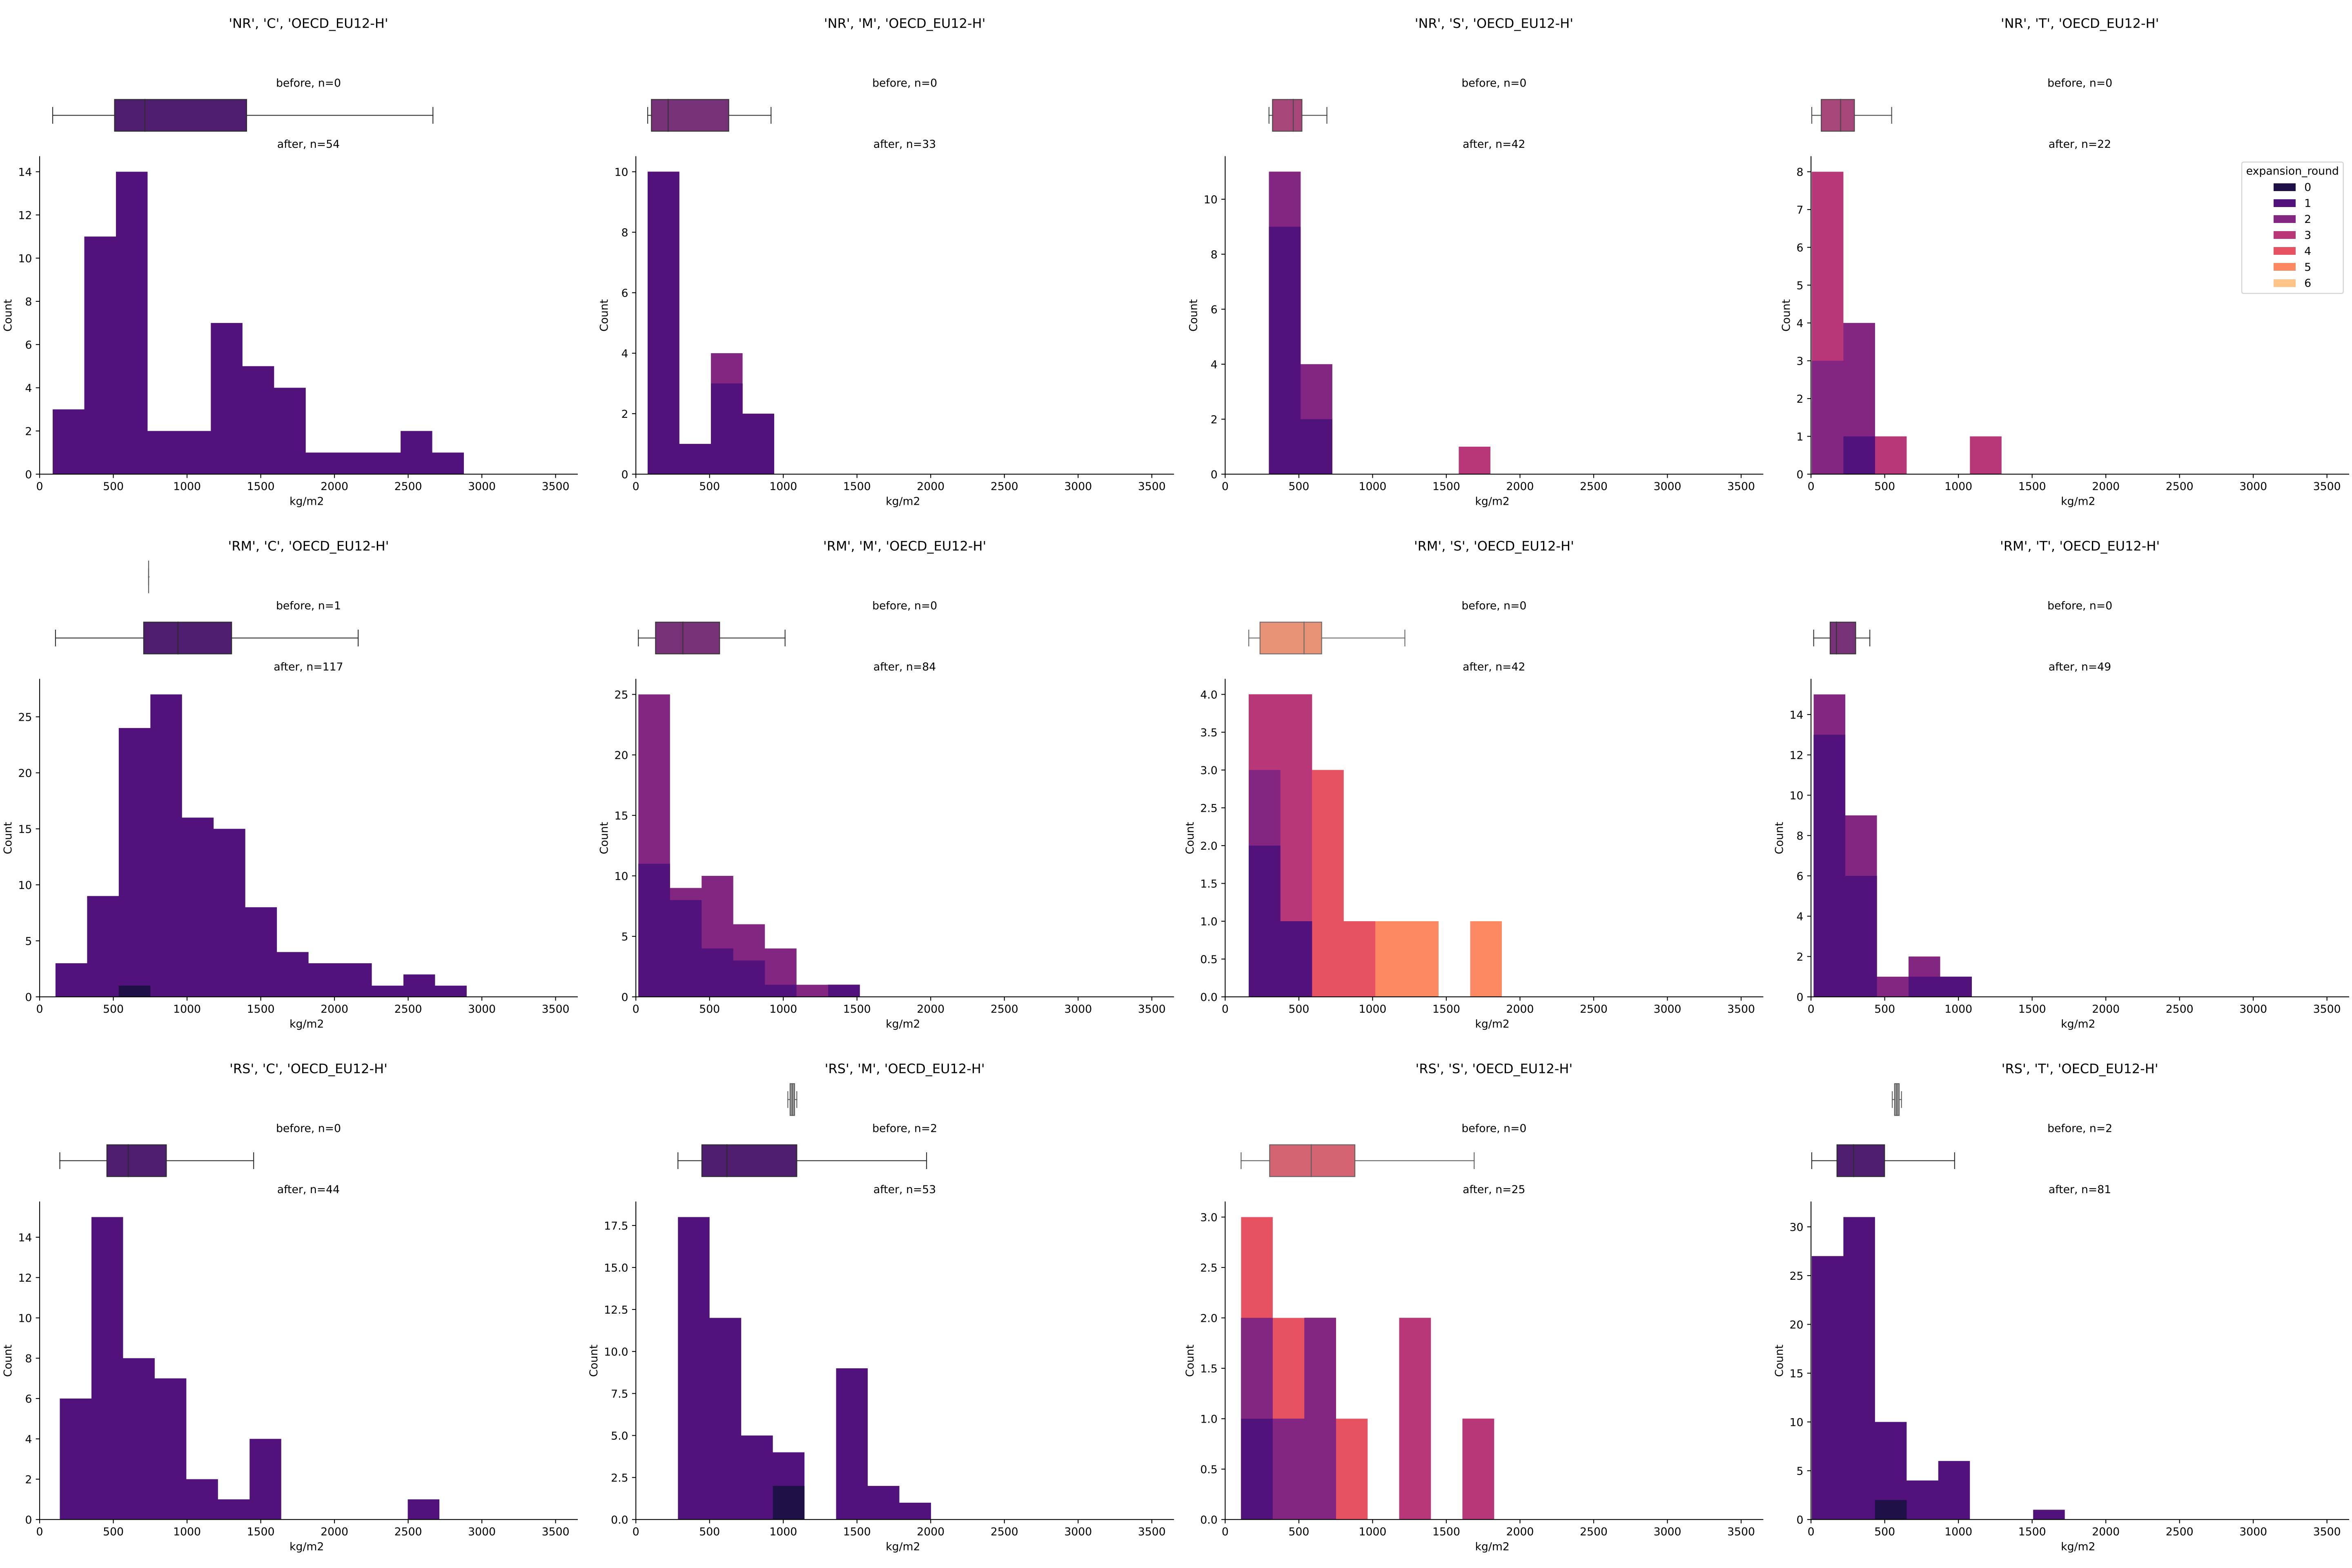 'NR', 'C', 'OECD_EU12-H'
before, n=0
after, n=54
14
12
10
8
6
4
2
0
Count
0 500 1000 1500 2000 2500 3000 3500
kg/m2
'NR', 'M', 'OECD_EU12-H'
before, n=0
after, n=33
10
8
6
4
2
0
Count
0 500 1000 1500 2000 2500 3000 3500
kg/m2
'NR', 'S', 'OECD_EU12-H'
before, n=0
after, n=42
10
8
6
4
2
0
Count
0 500 1000 1500 2000 2500 3000 3500
kg/m2
'NR', 'T', 'OECD_EU12-H'
before, n=0
after, n=22
8
7
6
5
4
3
2
1
0
Count
0 500 1000 1500 2000 2500 3000 3500
kg/m2
expansion_round
0
1
2
3
4
5
6
'RM', 'C', 'OECD_EU12-H'
before, n=1
after, n=117
25
20
15
10
5
0
Count
0 500 1000 1500 2000 2500 3000 3500
kg/m2
'RM', 'M', 'OECD_EU12-H'
before, n=0
after, n=84
25
20
15
10
5
0
Count
0 500 1000 1500 2000 2500 3000 3500
kg/m2
'RM', 'S', 'OECD_EU12-H'
before, n=0
after, n=42
4.0
3.5
3.0
2.5
2.0
1.5
1.0
0.5
0.0
Count
0 500 1000 1500 2000 2500 3000 3500
kg/m2
'RM', 'T', 'OECD_EU12-H'
before, n=0
after, n=49
14
12
10
8
6
4
2
0
Count
0 500 1000 1500 2000 2500 3000 3500
kg/m2
'RS', 'C', 'OECD_EU12-H'
before, n=0
after, n=44
14
12
10
8
6
4
2
0
Count
0 500 1000 1500 2000 2500 3000 3500
kg/m2
'RS', 'M', 'OECD_EU12-H'
before, n=2
after, n=53
17.5
15.0
12.5
10.0
7.5
5.0
2.5
0.0
Count
0 500 1000 1500 2000 2500 3000 3500
kg/m2
'RS', 'S', 'OECD_EU12-H'
before, n=0
after, n=25
3.0
2.5
2.0
1.5
1.0
0.5
0.0
Count
0 500 1000 1500 2000 2500 3000 3500
kg/m2
'RS', 'T', 'OECD_EU12-H'
before, n=2
after, n=81
30
25
20
15
10
5
0
Count
0 500 1000 1500 2000 2500 3000 3500
kg/m2